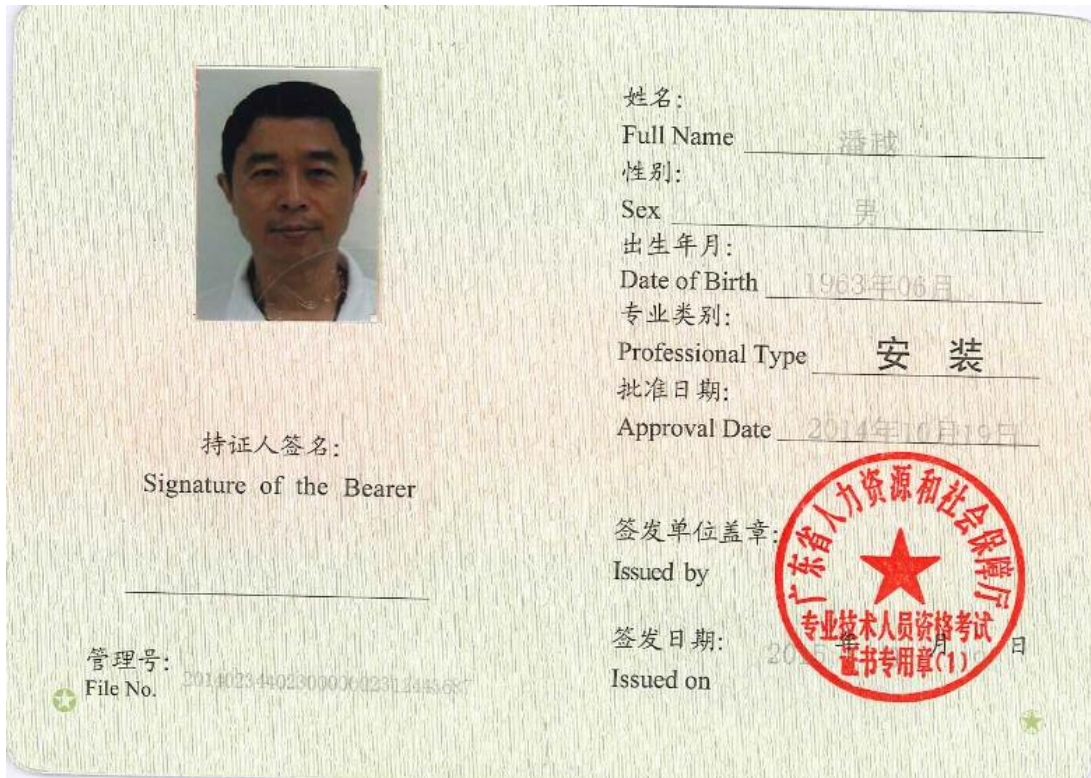 持证人签名:
Signature of the Bearer
管理号:
File No.
姓名:
Full Name 潘越
性别:
Sex 男
出生年月:
Date of Birth 1963年06月
专业类别:
Professional Type 安 装
批准日期:
Approval Date 2014年10月19日
签发单位盖章:
Issued by
广东省人力资源和社会保障厅
专业技术人员资格考试
证书专用章(1)
签发日期: 年 月 日
Issued on